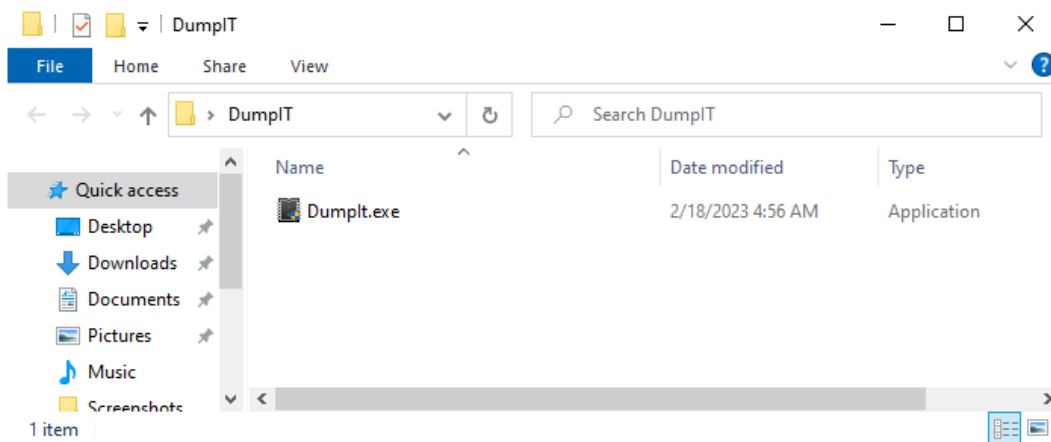 DumpIT
File Home Share View
DumpIT
Search DumpIT
Name Date modified Type
Quick access
DumpIt.exe 2/18/2023 4:56 AM Application
Desktop
Downloads
Documents
Pictures
Music
Screenshots
1 item